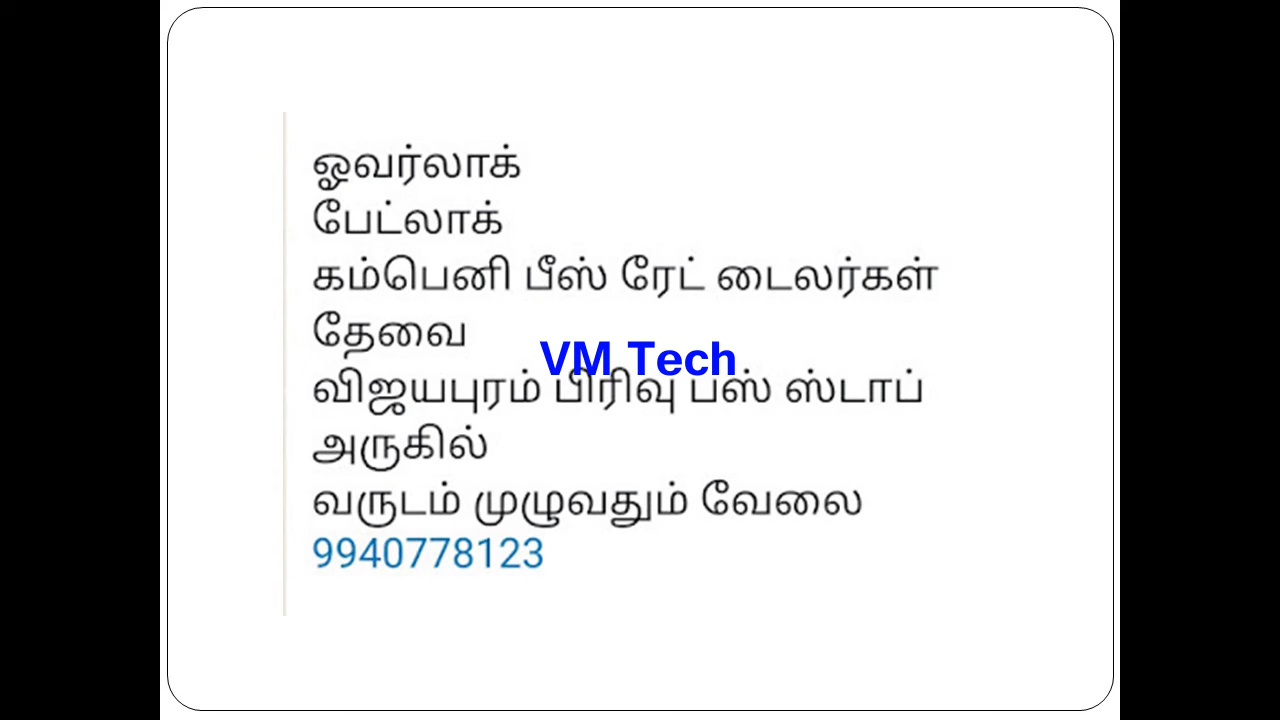 ஓவர்லாக்
பேட்லாக்
கம்பெனி பீஸ் ரேட் டைலர்கள்
தேவை
VM Tech
விஜயபுரம் பிரிவு பஸ் ஸ்டாப்
அருகில்
வருடம் முழுவதும் வேலை
9940778123